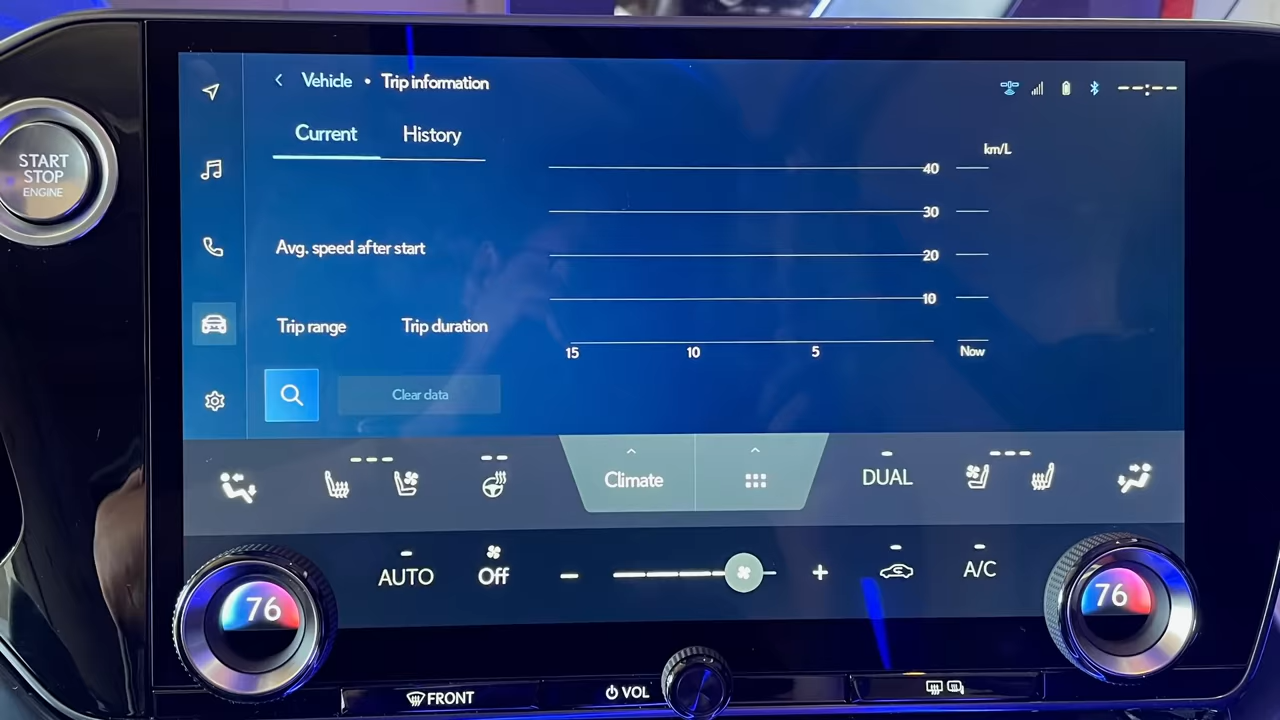 START
STOP
ENGINE
Vehicle • Trip information
Current History
km/L
40
30
Avg. speed after start
20
10
Trip range Trip duration
15 10 5 Now
Clear data
Climate
DUAL
AUTO Off − + A/C
76 76
FRONT VOL